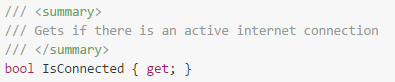 /// <summary>
/// Gets if there is an active internet connection
/// </summary>
bool IsConnected { get; }